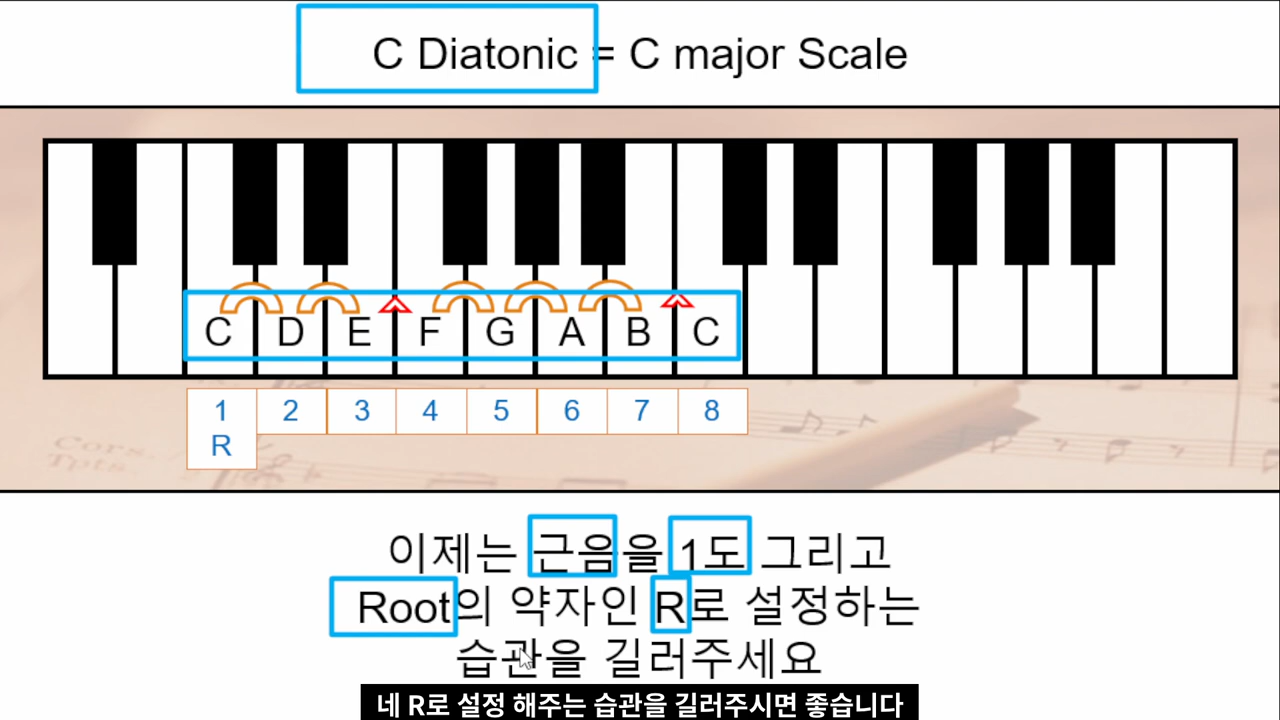 C Diatonic = C major Scale
C D E F G A B C
1 2 3 4 5 6 7 8
R
Cors.
Tpts.
이제는 근음을 1도 그리고
Root의 약자인 R로 설정하는
습관을 길러주세요
네 R로 설정 해주는 습관을 길러주시면 좋습니다